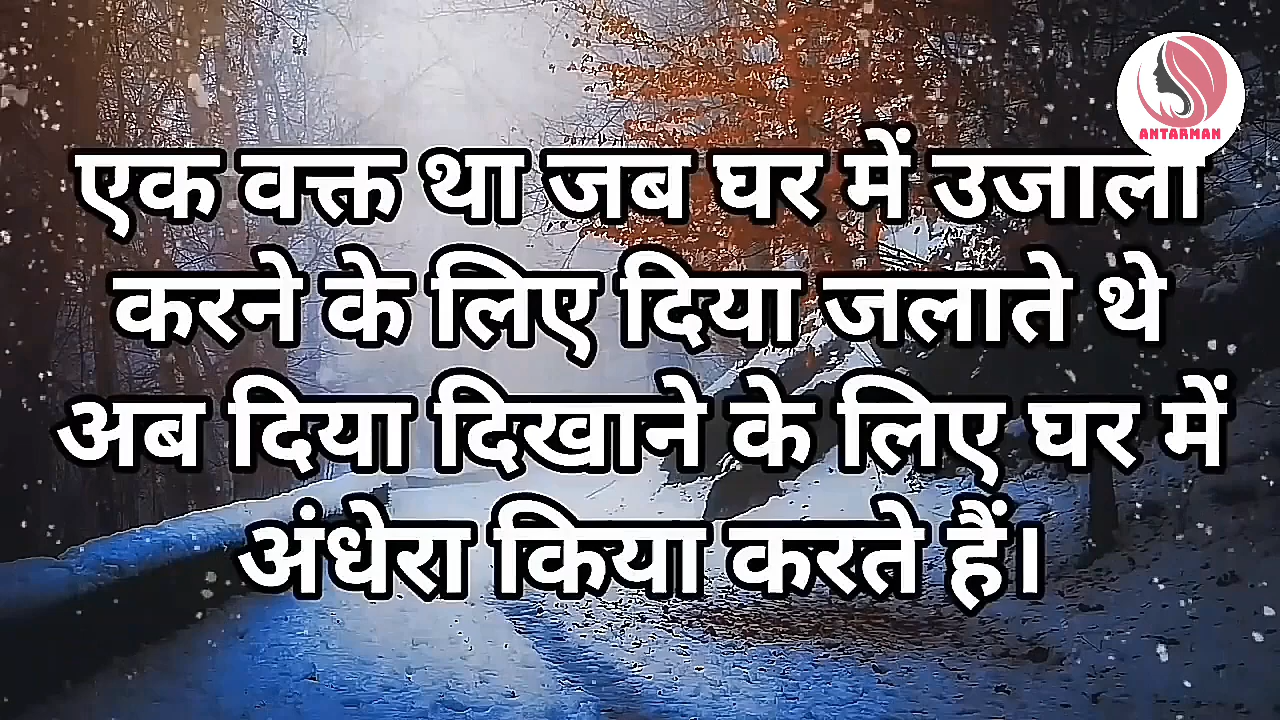 ANTARMAN
एक वक्त था जब घर में उजाला
करने के लिए दिया जलाते थे
अब दिया दिखाने के लिए घर में
अंधेरा किया करते हैं।